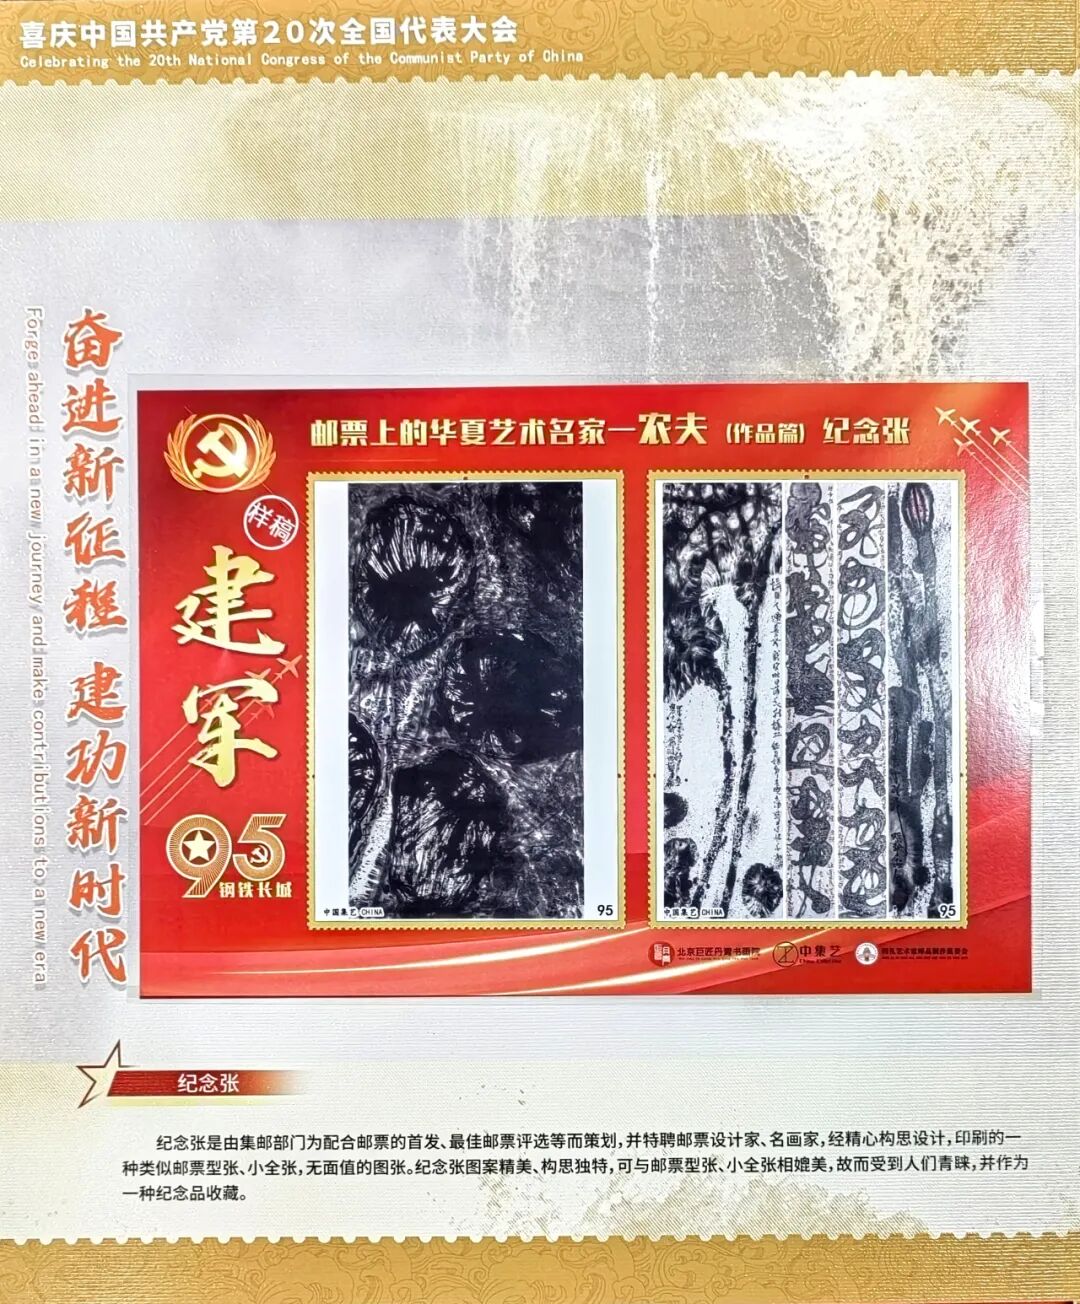 喜庆中国共产党第20次全国代表大会
Celebrating the 20th National Congress of the Communist Party of China
奋进新征程 建功新时代
Forge ahead in a new journey and make contributions to a new era
邮票上的华夏艺术名家—农夫(作品篇) 纪念张
样稿
建军
95
钢铁长城
中国集艺 CHINA
95
中国集艺 CHINA
95
北京巨匠丹青书画院
中集艺
纪念张
纪念张是由集邮部门为配合邮票的首发、最佳邮票评选等而策划,并特聘邮票设计家、名画家,经精心构思设计,印刷的一
种类似邮票型张、小全张,无面值的图张。纪念张图案精美、构思独特,可与邮票型张、小全张相媲美,故而受到人们青睐,并作为
一种纪念品收藏。